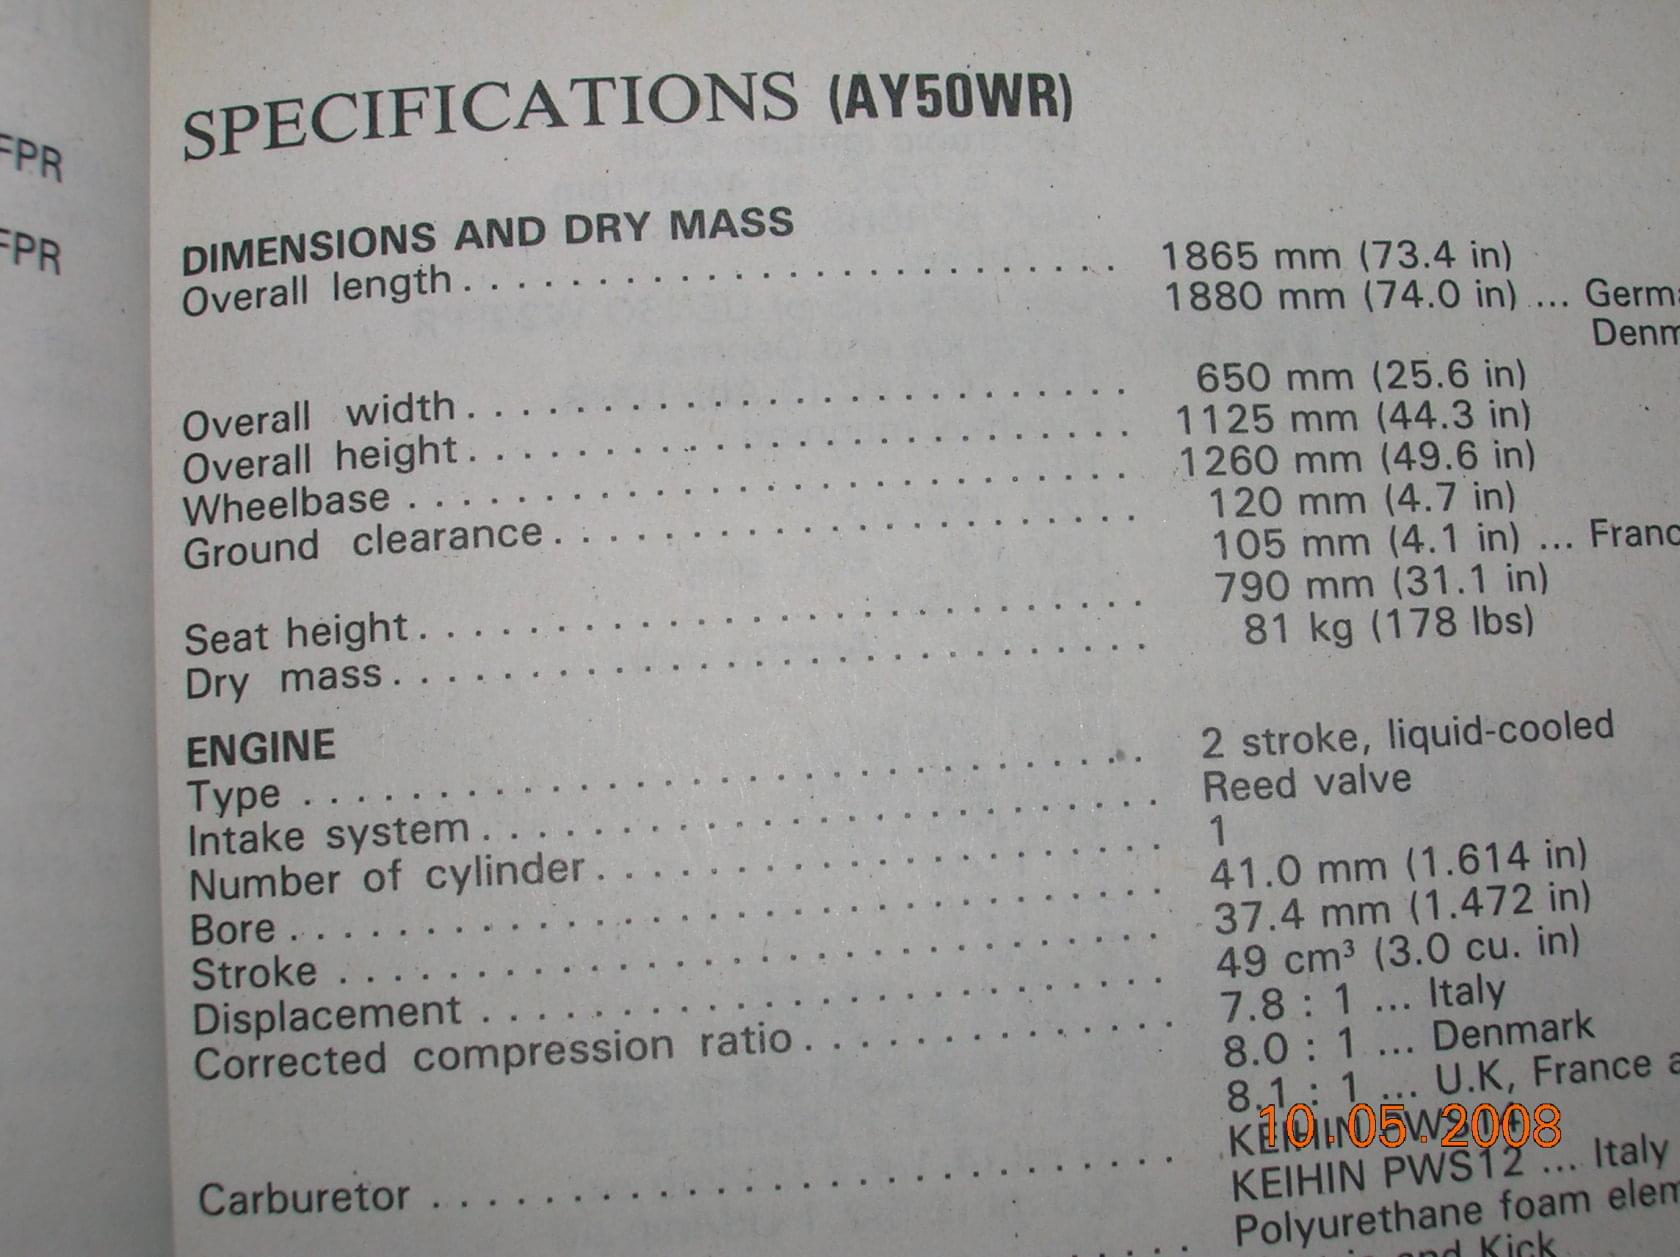 FPR
FPR
SPECIFICATIONS (AY50WR)
DIMENSIONS AND DRY MASS
Overall length . . . . . . . . . . . . . . . . . . . . . . . . 1865 mm (73.4 in)
1880 mm (74.0 in) ... Germ
Denm
Overall width . . . . . . . . . . . . . . . . . . . . . . . . 650 mm (25.6 in)
Overall height . . . . . . . . . . . . . . . . . . . . . . . . 1125 mm (44.3 in)
Wheelbase . . . . . . . . . . . . . . . . . . . . . . . . . . 1260 mm (49.6 in)
Ground clearance . . . . . . . . . . . . . . . . . . . . . 120 mm (4.7 in)
105 mm (4.1 in) ... Franc
Seat height . . . . . . . . . . . . . . . . . . . . . . . . . . 790 mm (31.1 in)
Dry mass . . . . . . . . . . . . . . . . . . . . . . . . . . . 81 kg (178 lbs)
ENGINE
Type . . . . . . . . . . . . . . . . . . . . . . . . . . . . . . 2 stroke, liquid-cooled
Intake system . . . . . . . . . . . . . . . . . . . . . . . . Reed valve
Number of cylinder . . . . . . . . . . . . . . . . . . . . 1
Bore . . . . . . . . . . . . . . . . . . . . . . . . . . . . . . 41.0 mm (1.614 in)
Stroke . . . . . . . . . . . . . . . . . . . . . . . . . . . . . 37.4 mm (1.472 in)
Displacement . . . . . . . . . . . . . . . . . . . . . . . . 49 cm³ (3.0 cu. in)
Corrected compression ratio . . . . . . . . . . . . . . 7.8 : 1 ... Italy
8.0 : 1 ... Denmark
8.1 : 1 ... U.K, France a
Carburetor . . . . . . . . . . . . . . . . . . . . . . . . . . KEIHIN PWS14
KEIHIN PWS12 ... Italy
Polyurethane foam elem
and Kick
10.05.2008